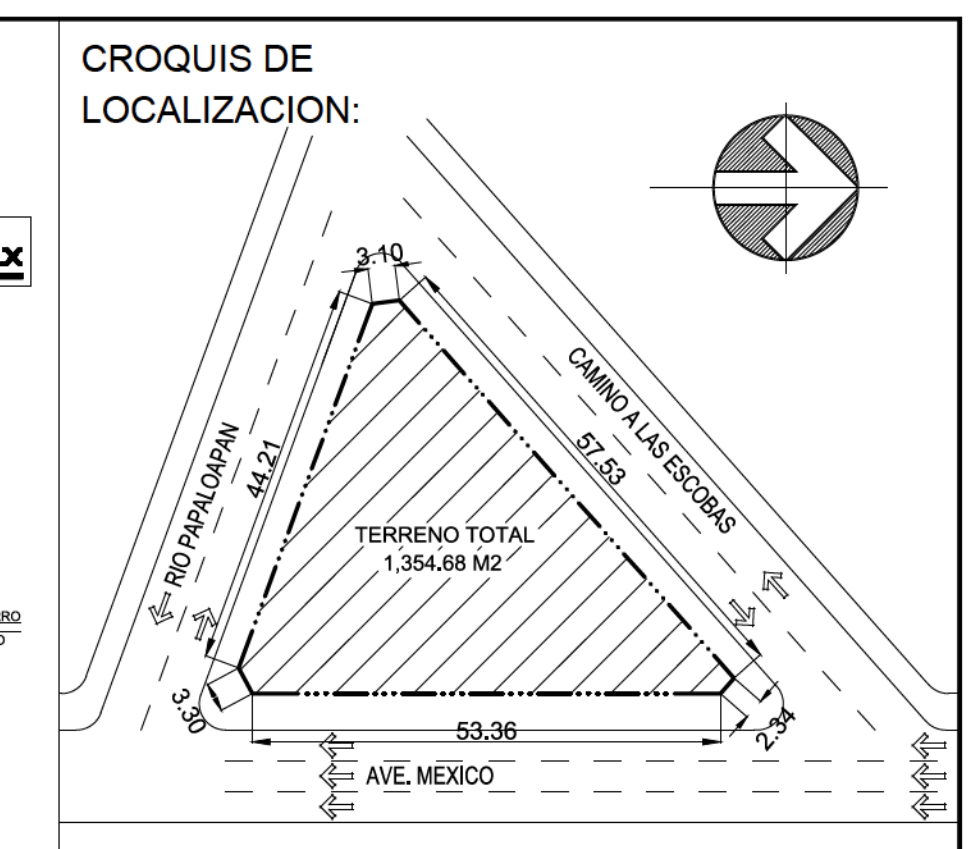 CROQUIS DE
LOCALIZACION:
3.10
CAMINO A LAS ESCOBAS
57.53
RIO PAPALOAPAN
44.21
TERRENO TOTAL
1,354.68 M2
3.30
53.36
2.34
AVE. MEXICO